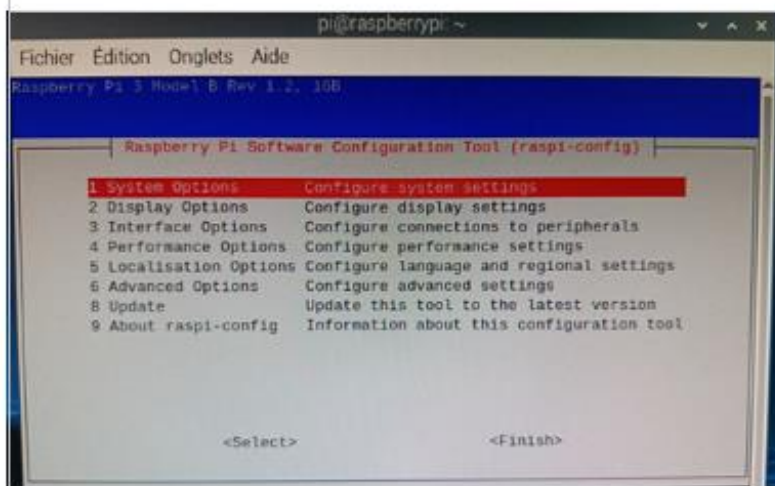 pi@raspberrypi: ~
Fichier Édition Onglets Aide
Raspberry Pi 3 Model B Rev 1.2, 1GB
Raspberry Pi Software Configuration Tool (raspi-config)
1 System Options Configure system settings
2 Display Options Configure display settings
3 Interface Options Configure connections to peripherals
4 Performance Options Configure performance settings
5 Localisation Options Configure language and regional settings
6 Advanced Options Configure advanced settings
8 Update Update this tool to the latest version
9 About raspi-config Information about this configuration tool
<Select> <Finish>